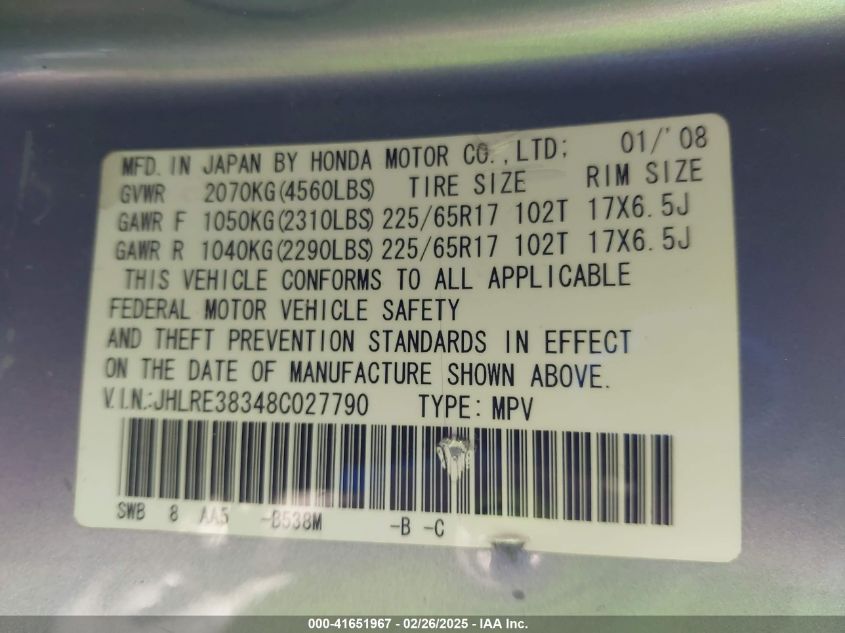 MFD. IN JAPAN BY HONDA MOTOR CO., LTD; 01/'08
GVWR 2070KG(4560LBS) TIRE SIZE RIM SIZE
GAWR F 1050KG(2310LBS) 225/65R17 102T 17X6.5J
GAWR R 1040KG(2290LBS) 225/65R17 102T 17X6.5J
THIS VEHICLE CONFORMS TO ALL APPLICABLE
FEDERAL MOTOR VEHICLE SAFETY
AND THEFT PREVENTION STANDARDS IN EFFECT
ON THE DATE OF MANUFACTURE SHOWN ABOVE.
V.I.N.:JHLRE38348C027790 TYPE: MPV
SWB 8 AA5 -B538M -B -C
000-41651967 - 02/26/2025 - IAA Inc.